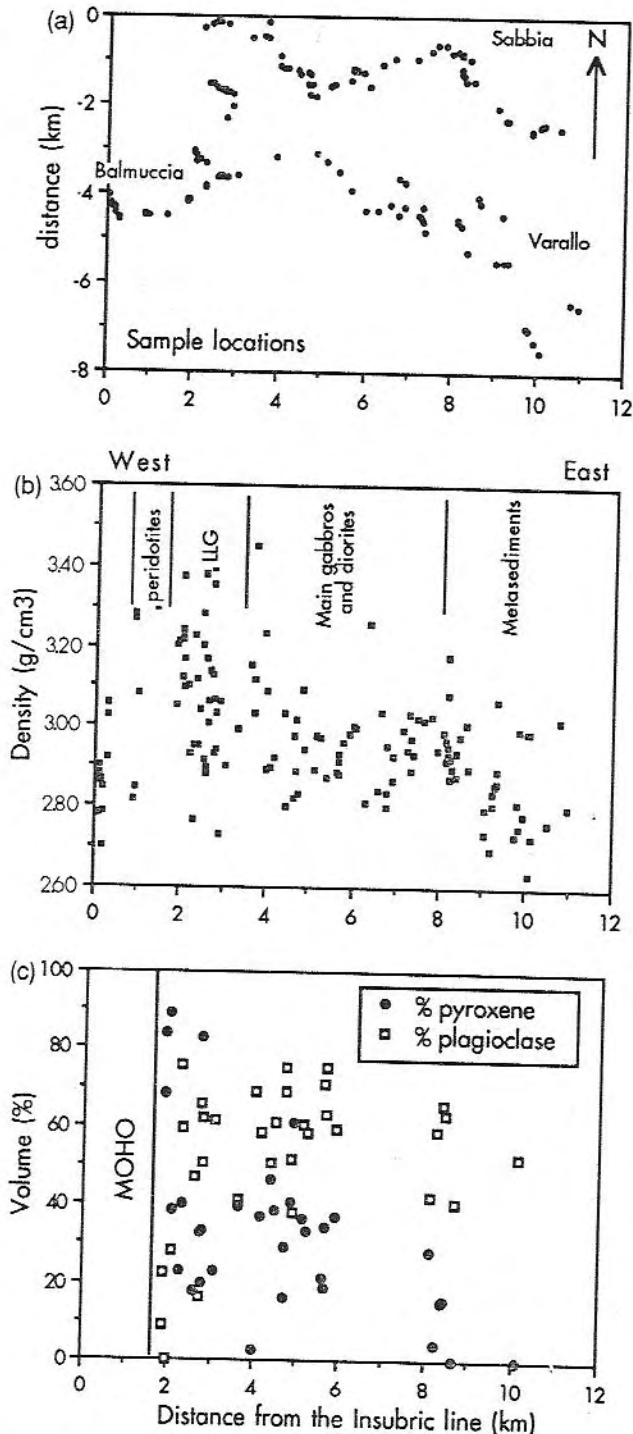 (a)
0
-2
-4
-6
-8
distance (km)
Sabbia
N
Balmuccia
Varallo
Sample locations
0 2 4 6 8 10 12
West East
(b)
3.60
3.40
3.20
3.00
2.80
2.60
Density (g/cm3)
peridotites
LLG
Main gabbros
and diorites
Metasediments
0 2 4 6 8 10 12
(c)
100
80
60
40
20
0
Volume (%)
MOHO
% pyroxene
% plagioclase
0 2 4 6 8 10 12
Distance from the Insubric line (km)